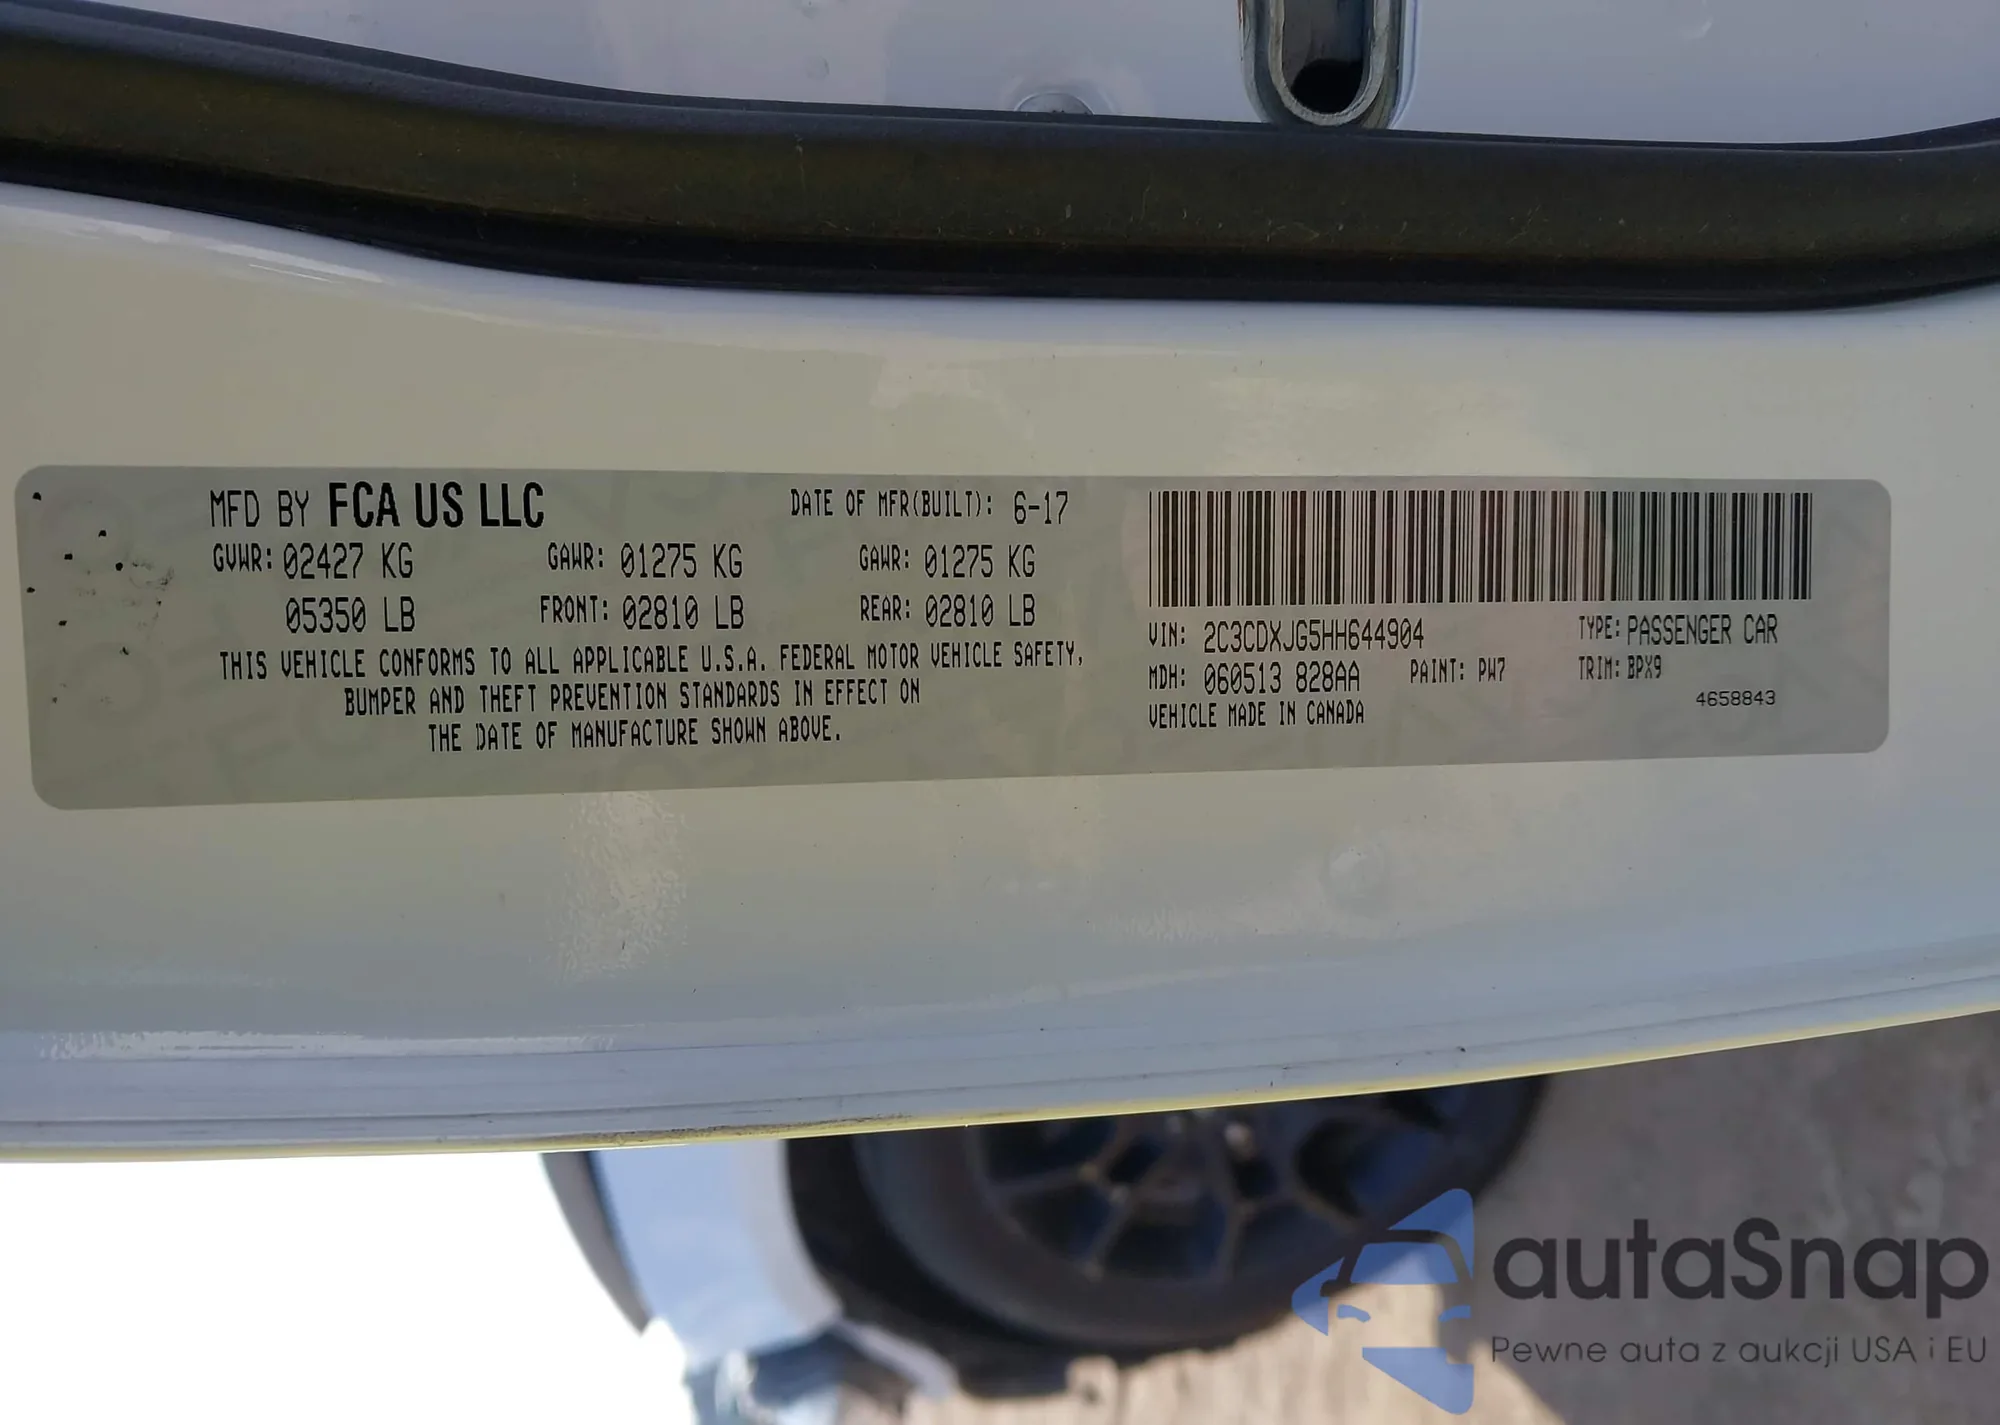 MFD BY FCA US LLC DATE OF MFR(BUILT): 6-17
GVWR: 02427 KG GAWR: 01275 KG GAWR: 01275 KG
05350 LB FRONT: 02810 LB REAR: 02810 LB
THIS VEHICLE CONFORMS TO ALL APPLICABLE U.S.A. FEDERAL MOTOR VEHICLE SAFETY,
BUMPER AND THEFT PREVENTION STANDARDS IN EFFECT ON
THE DATE OF MANUFACTURE SHOWN ABOVE.
VIN: 2C3CDXJG5HH644904 TYPE: PASSENGER CAR
MDH: 060513 828AA PAINT: PW7 TRIM: BPX9
VEHICLE MADE IN CANADA 4658843
autaSnap
Pewne auta z aukcji USA i EU